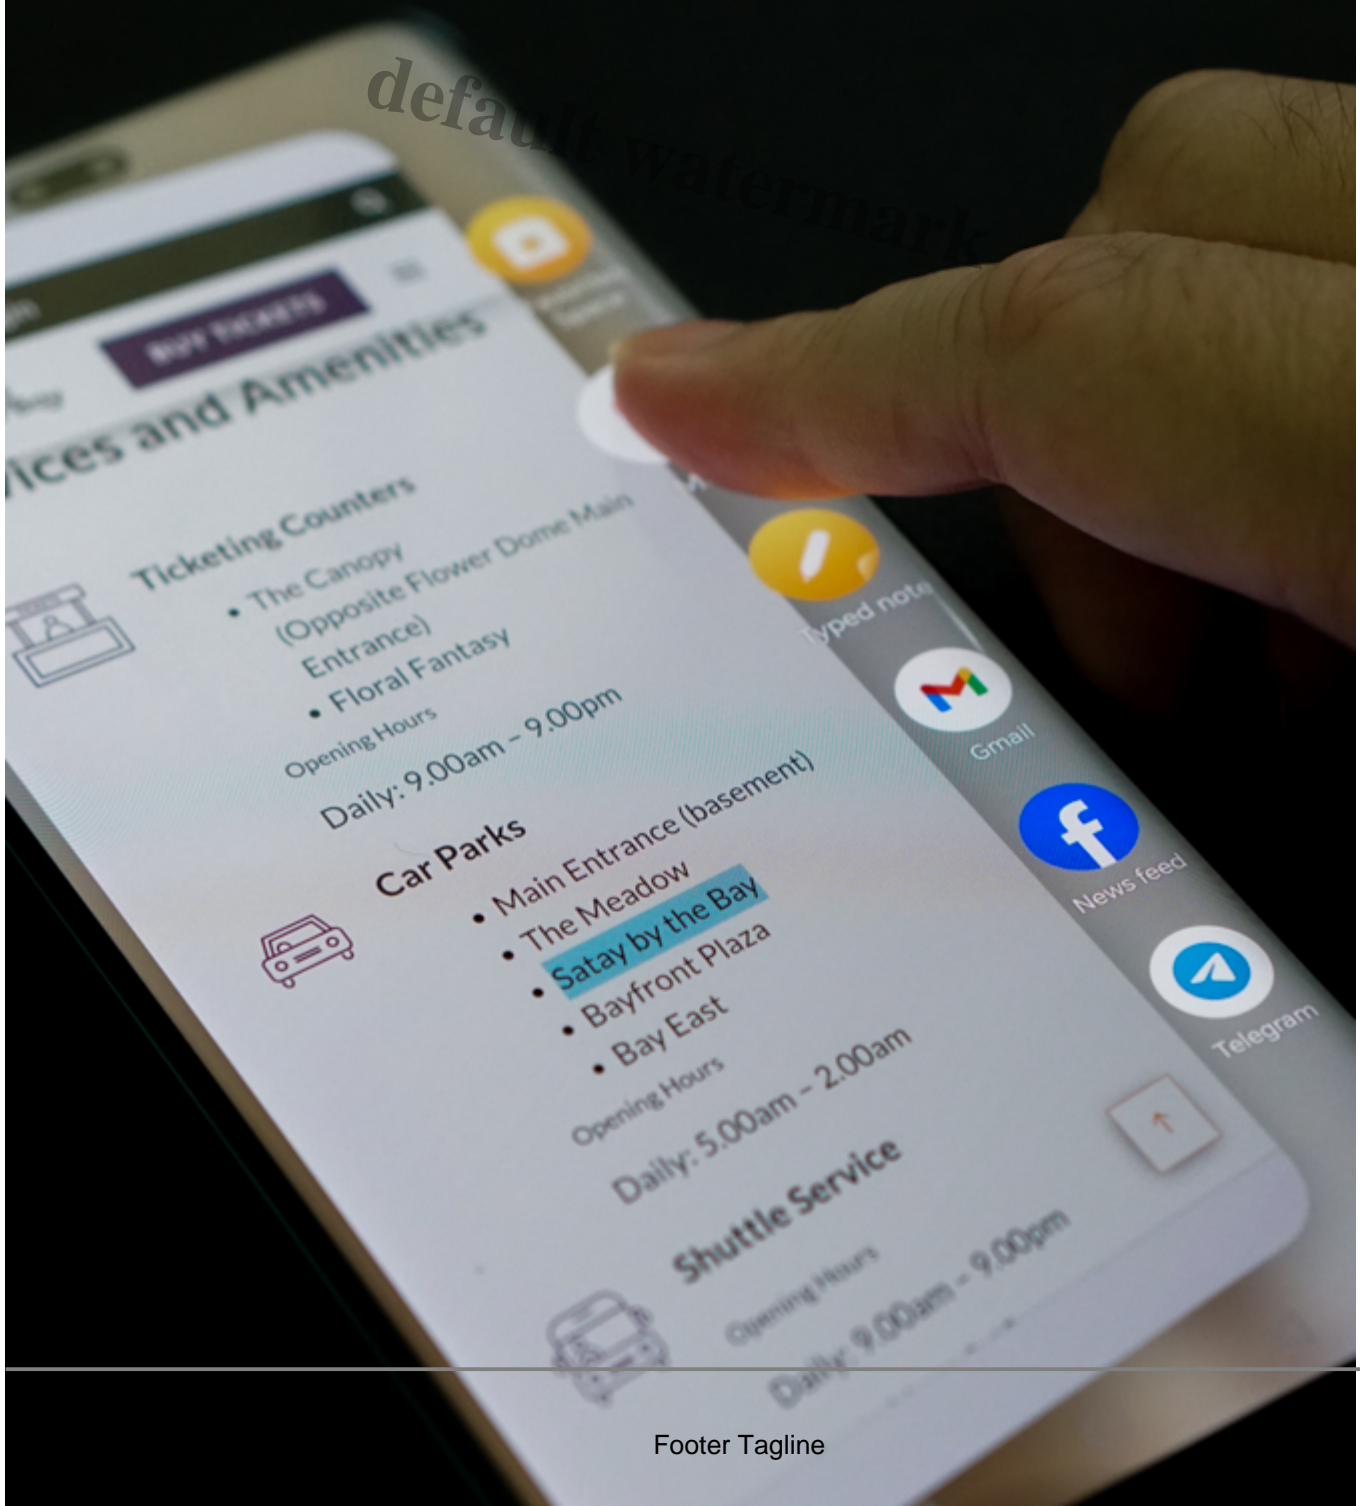 default watermark
BUY TICKETS
vices and Amenities
Ticketing Counters
• The Canopy
(Opposite Flower Dome Main
Entrance)
• Floral Fantasy
Opening Hours
Daily: 9.00am – 9.00pm
Car Parks
• Main Entrance (basement)
• The Meadow
• Satay by the Bay
• Bayfront Plaza
• Bay East
Opening Hours
Daily: 5.00am – 2.00am
Shuttle Service
Opening Hours
Daily: 9.00am – 9.00pm
Typed note
Gmail
News feed
Telegram
Footer Tagline